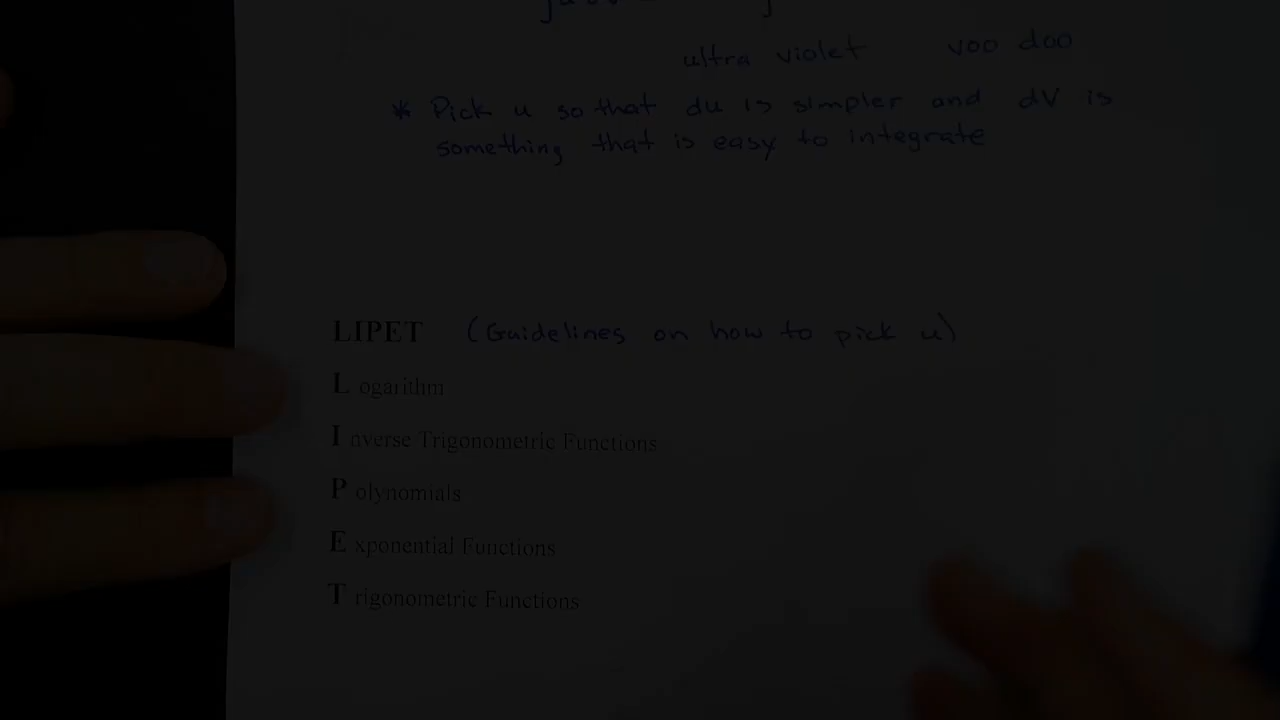 ultra violet voo doo
* Pick u so that du is simpler and dV is
something that is easy to integrate
LIPET (Guidelines on how to pick u)
L ogarithm
I nverse Trigonometric Functions
P olynomials
E xponential Functions
T rigonometric Functions